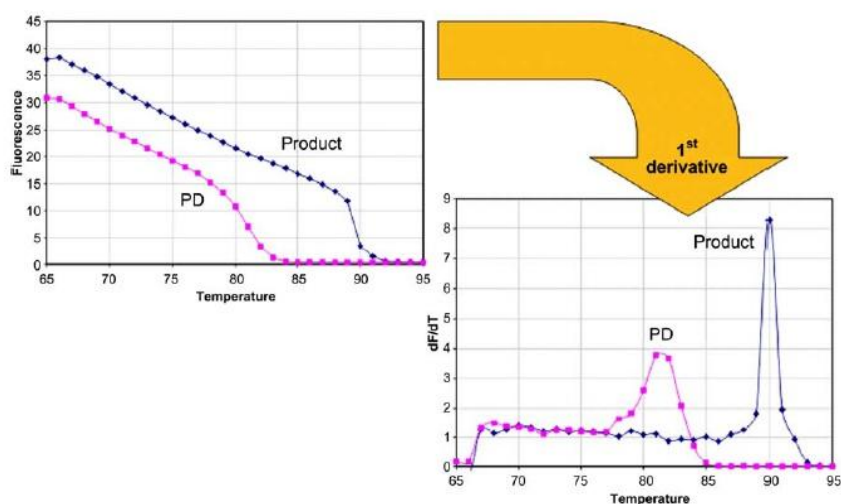 45
40
35
30
25
20
15
10
5
0
Fluorescence
Product
PD
65 70 75 80 85 90 95
Temperature
1st
derivative
9
8
7
6
5
4
3
2
1
0
dF/dT
Product
PD
65 70 75 80 85 90 95
Temperature